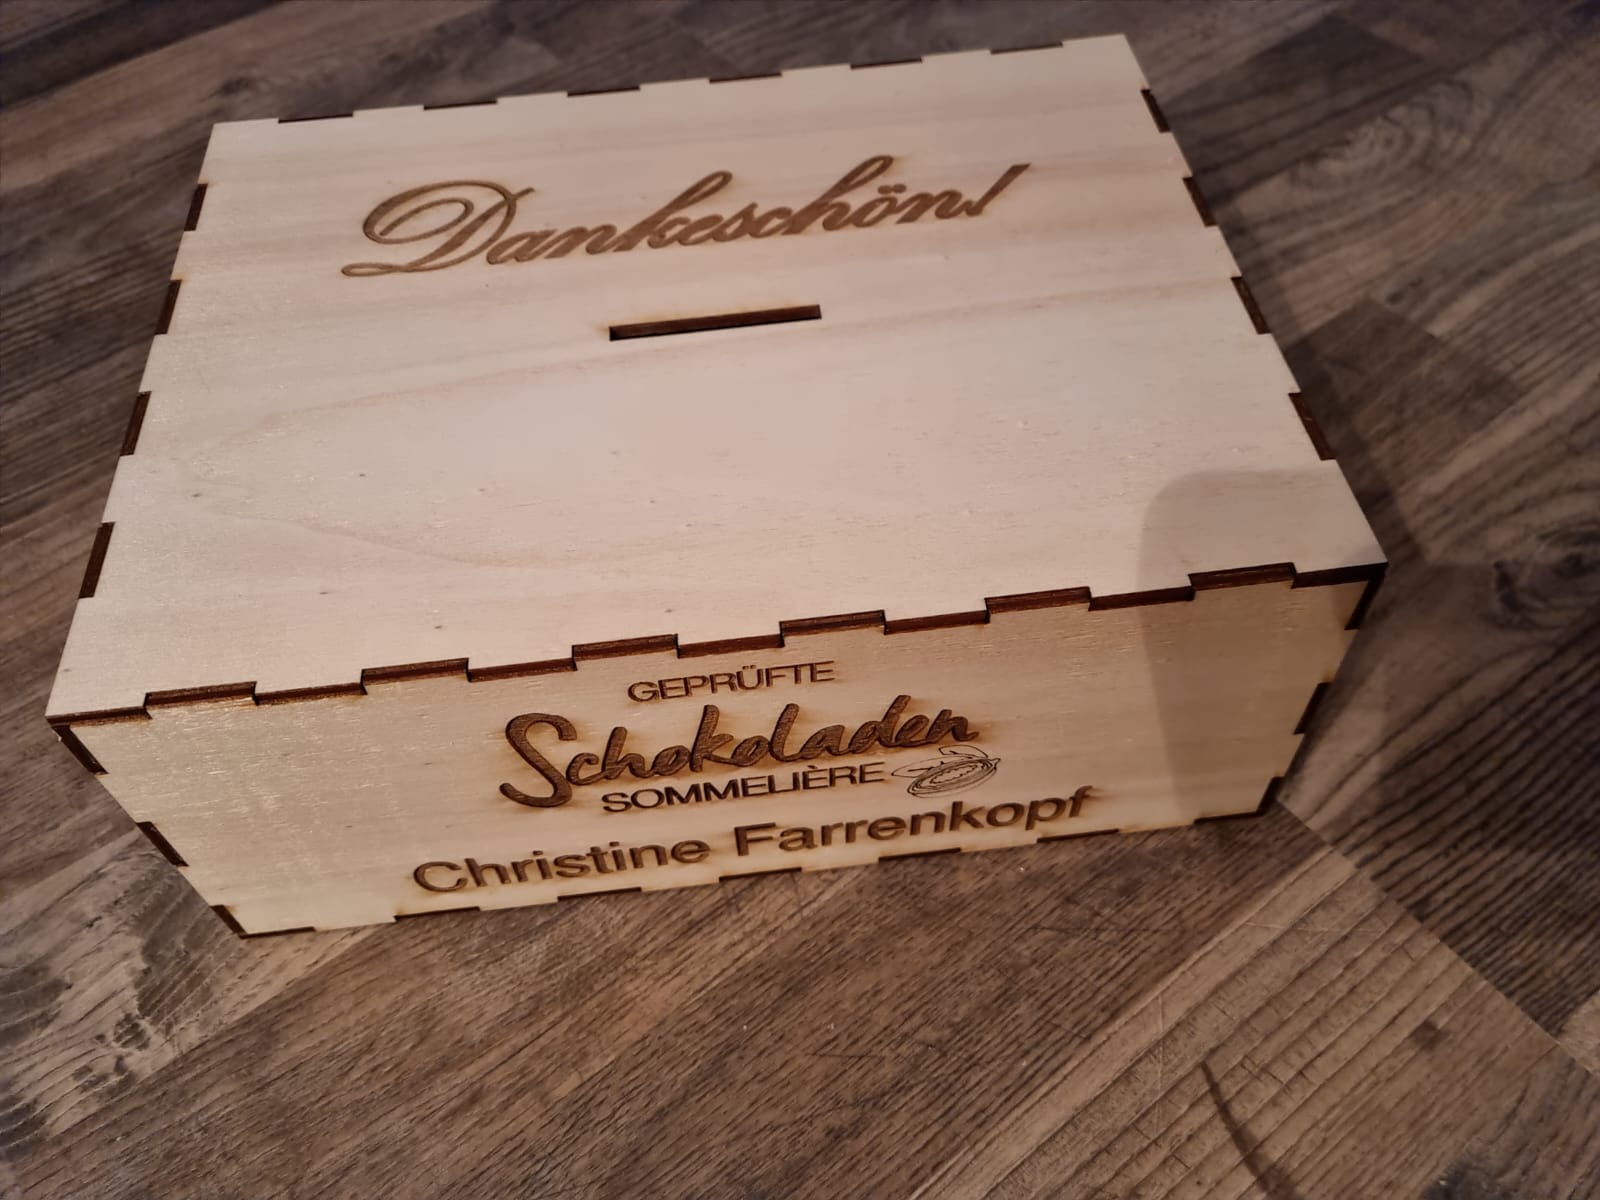 Dankeschön!
GEPRÜFTE
Schokoladen
SOMMELIÈRE
Christine Farrenkopf